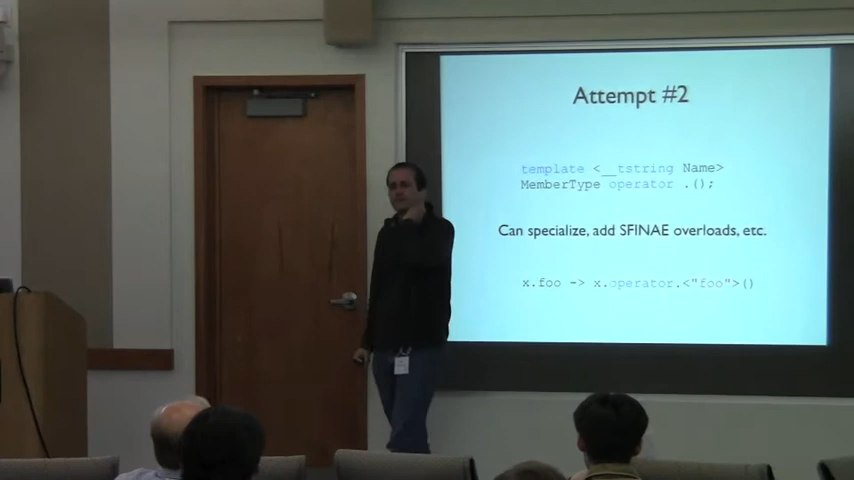 Attempt #2
template <__tstring Name>
MemberType operator .();
Can specialize, add SFINAE overloads, etc.
x.foo -> x.operator.<"foo">()